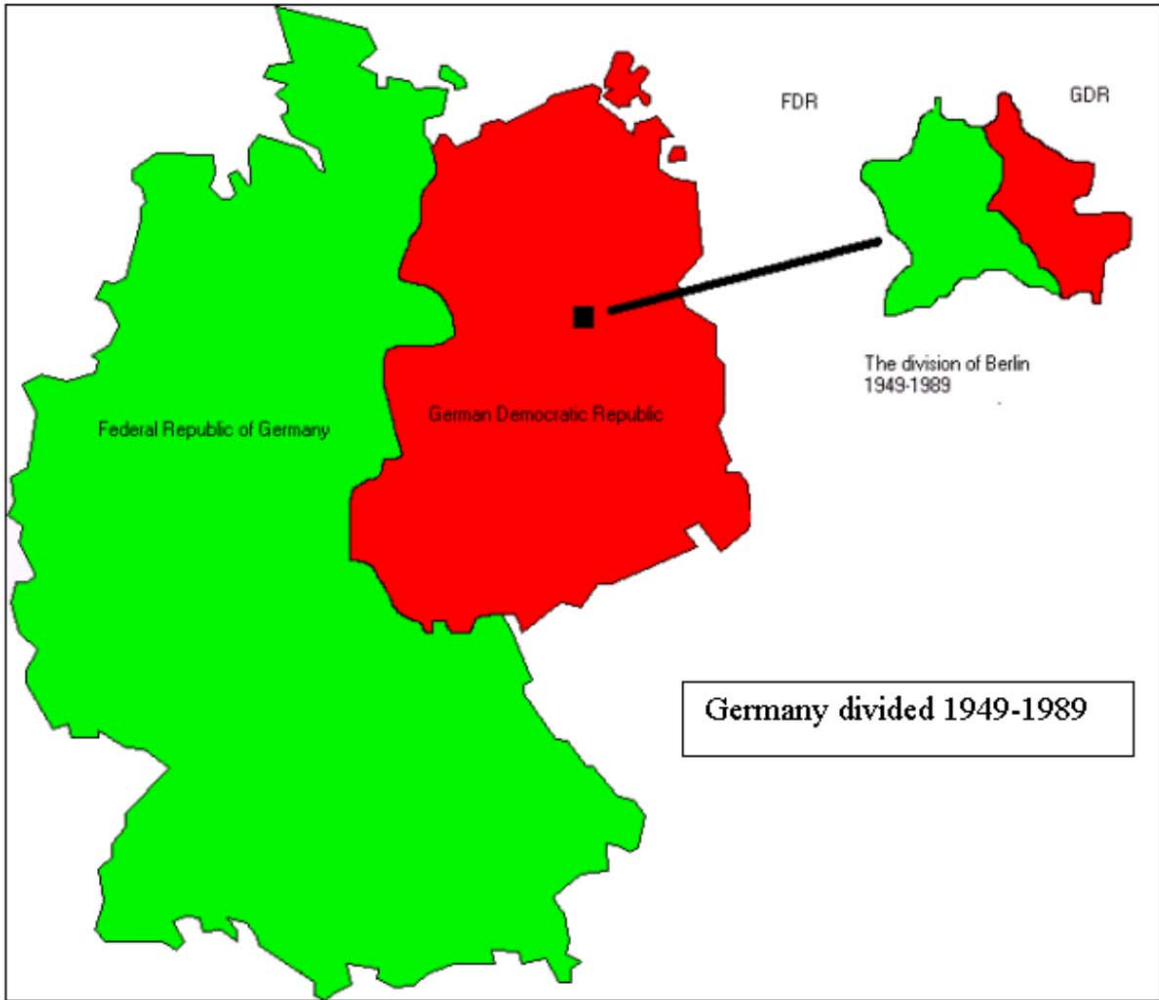 FDR
GDR
The division of Berlin
1949-1989
Federal Republic of Germany
German Democratic Republic
Germany divided 1949-1989